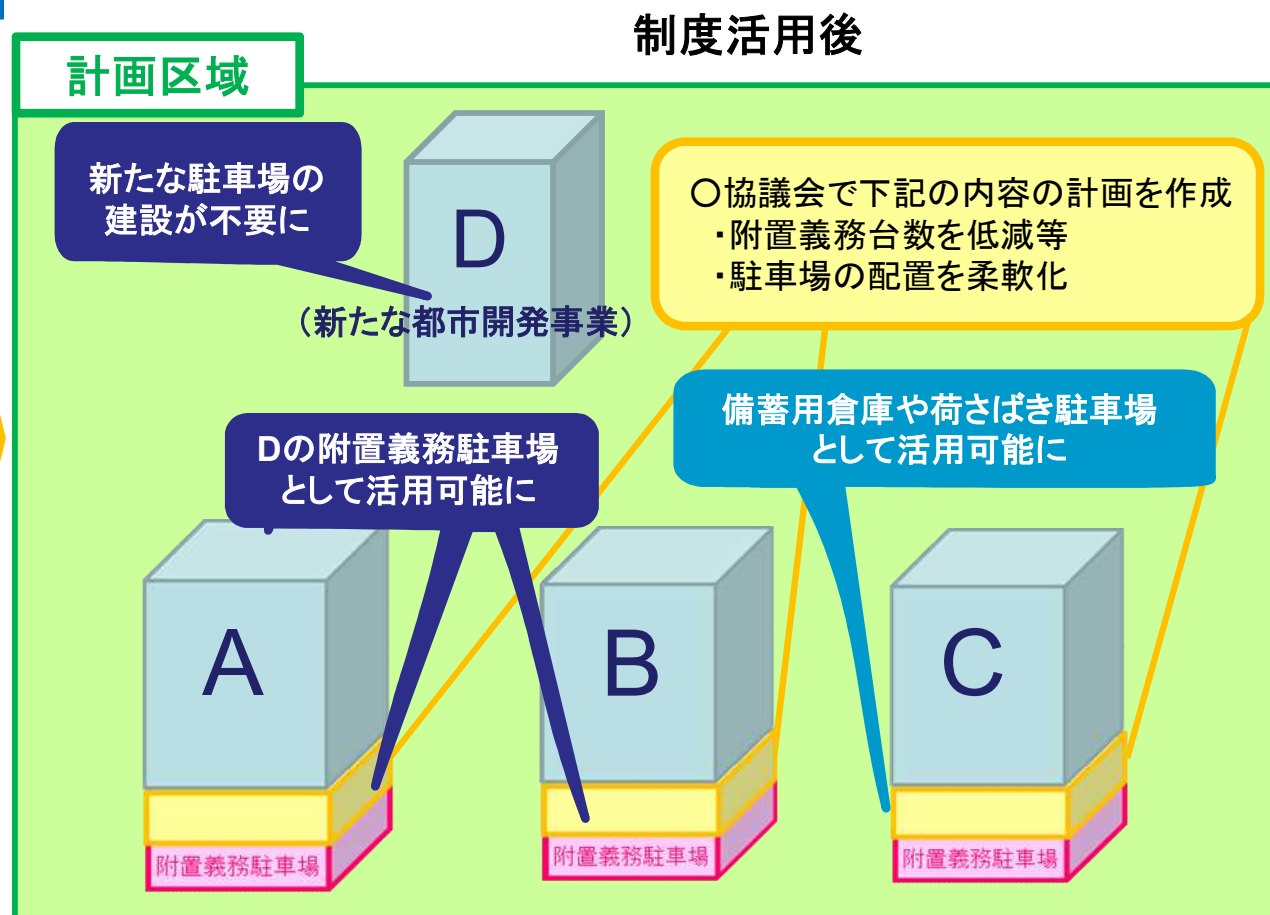 制度活用後
計画区域
新たな駐車場の
建設が不要に
D
（新たな都市開発事業）
○協議会で下記の内容の計画を作成
・附置義務台数を低減等
・駐車場の配置を柔軟化
Dの附置義務駐車場
として活用可能に
備蓄用倉庫や荷さばき駐車場
として活用可能に
A
B
C
附置義務駐車場
附置義務駐車場
附置義務駐車場